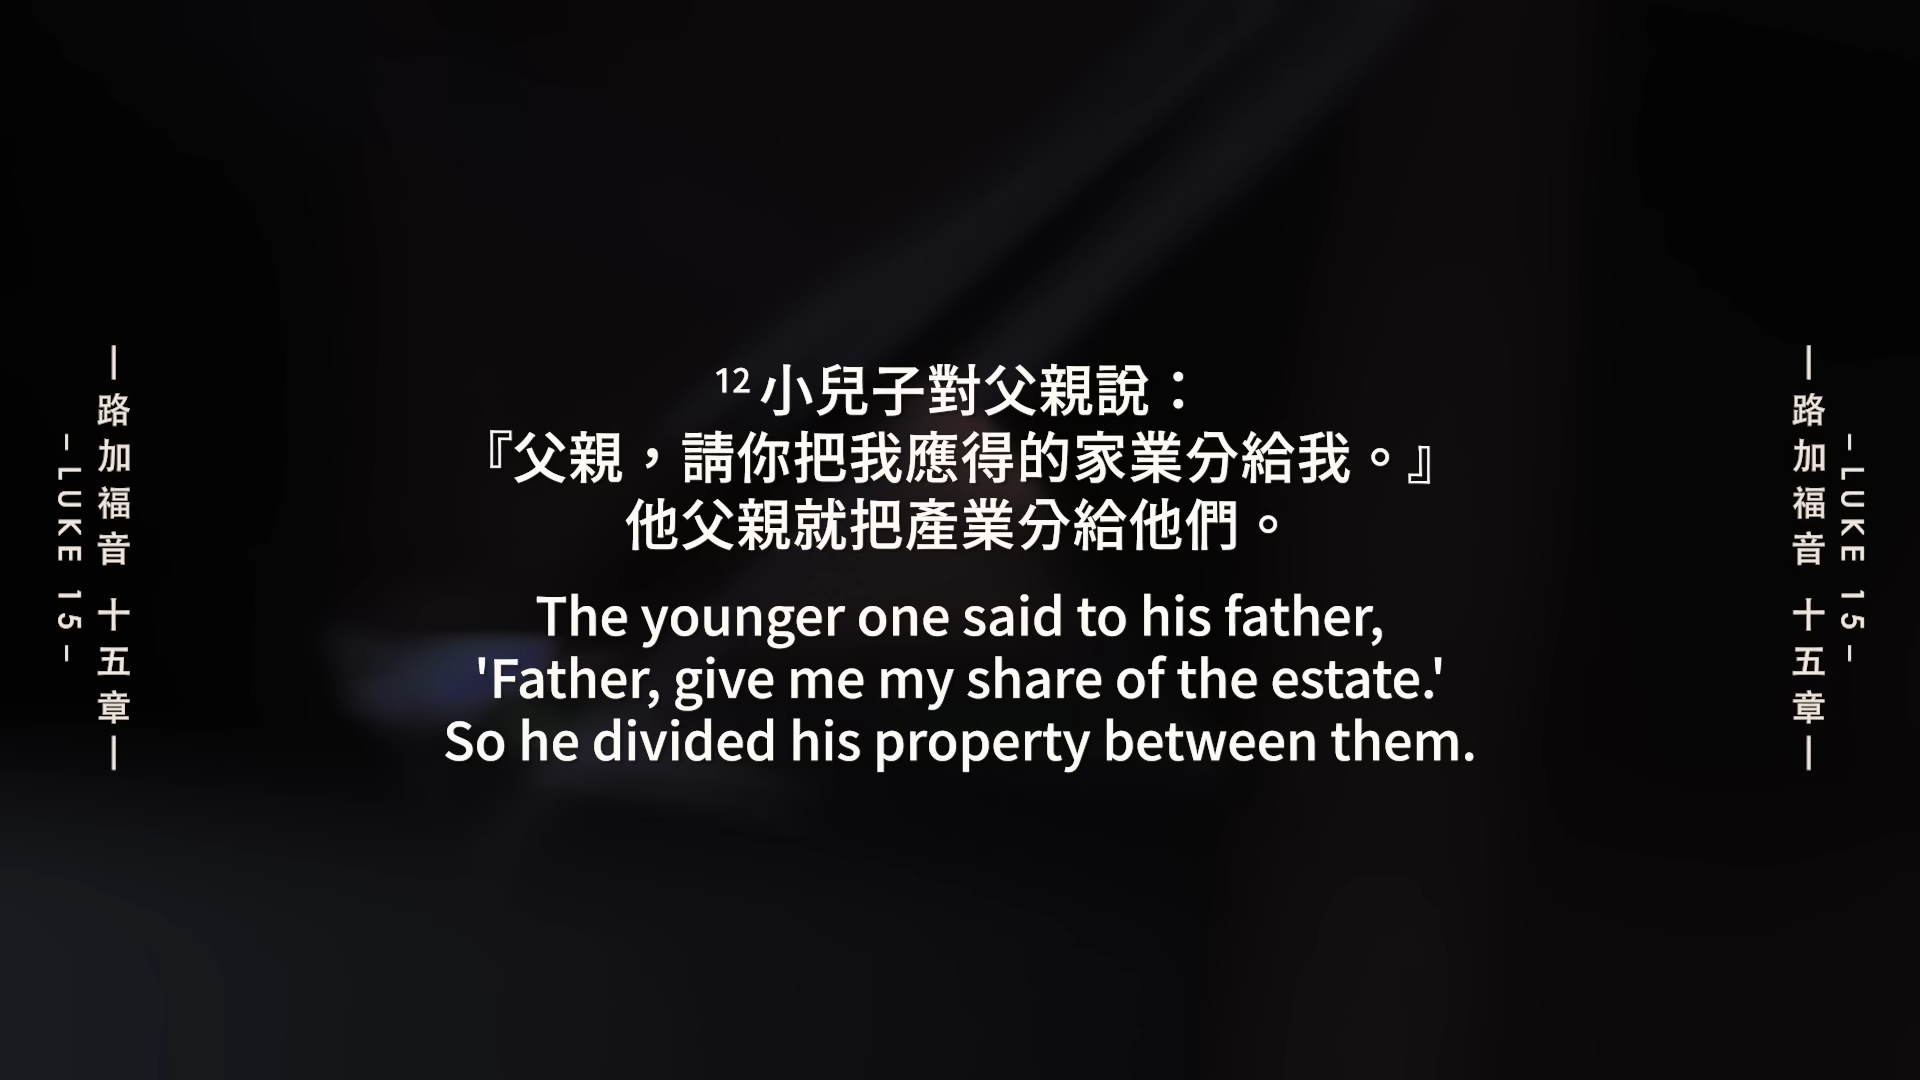 —路加福音 十五章—
– LUKE 15 –
¹² 小兒子對父親說：
『父親，請你把我應得的家業分給我。』
他父親就把產業分給他們。
The younger one said to his father,
'Father, give me my share of the estate.'
So he divided his property between them.
—路加福音 十五章—
– LUKE 15 –